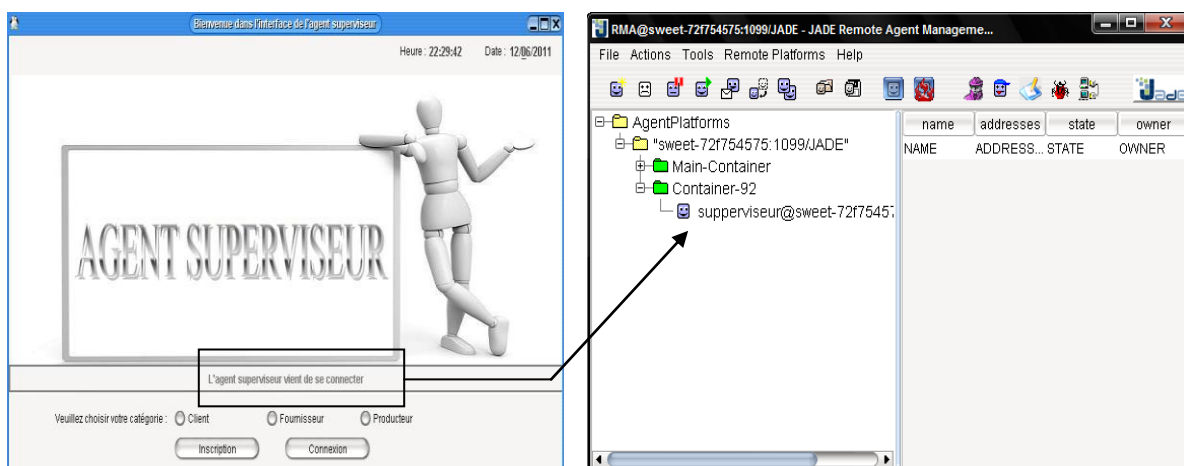 Bienvenue dans l'interface de l'agent superviseur
Heure : 22:29:42 Date : 12/06/2011
AGENT SUPERVISEUR
L'agent superviseur vient de se connecter
Veuillez choisir votre catégorie : Client Fournisseur Producteur
Inscription Connexion
RMA@sweet-72f754575:1099/JADE - JADE Remote Agent Manageme...
File Actions Tools Remote Platforms Help
Jade
AgentPlatforms
"sweet-72f754575:1099/JADE"
Main-Container
Container-92
supperviseur@sweet-72f75457
name addresses state owner
NAME ADDRESS... STATE OWNER